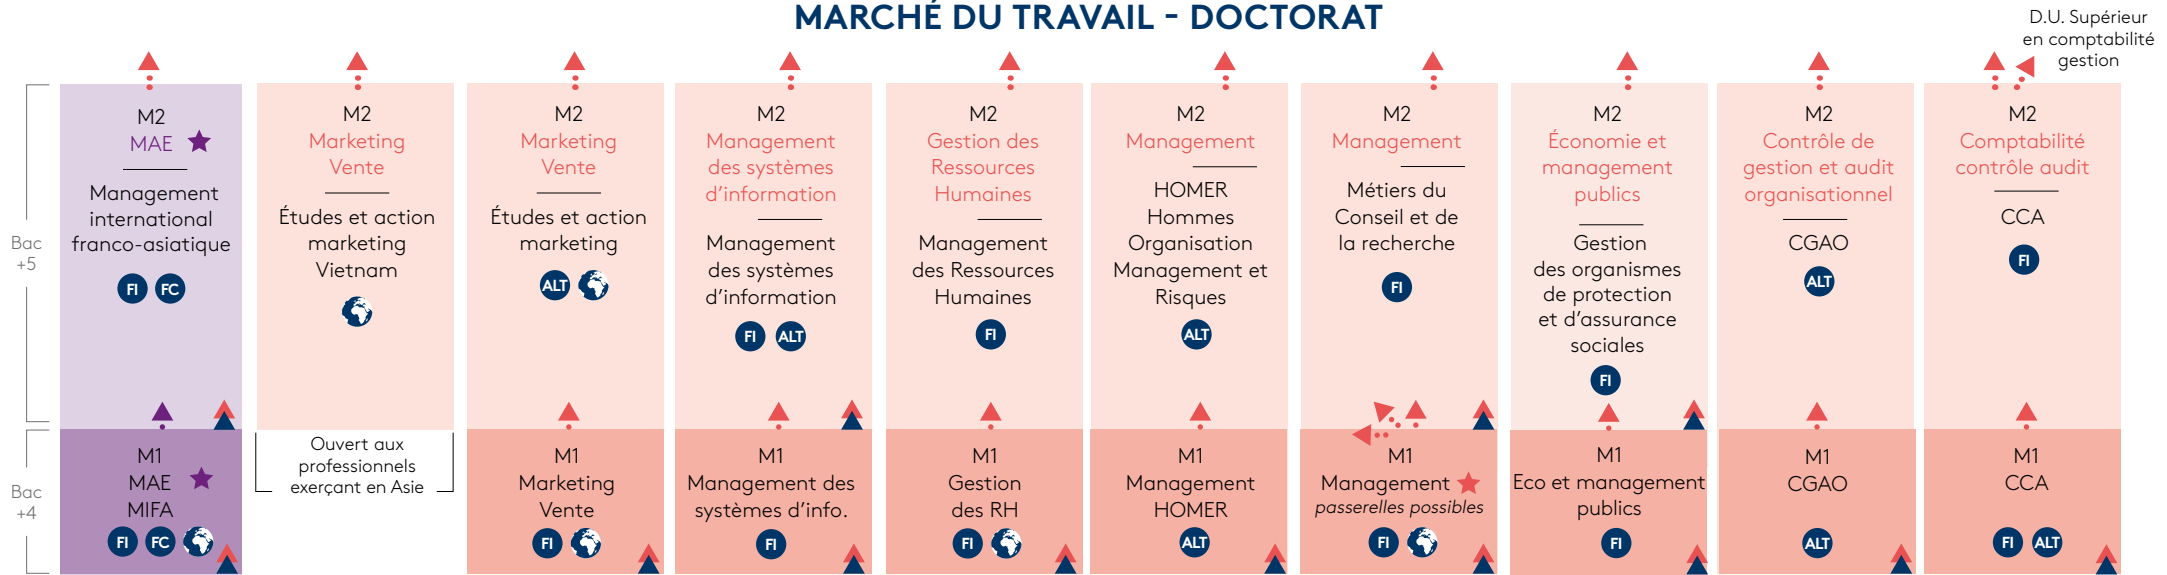 MARCHÉ DU TRAVAIL - DOCTORAT
D.U. Supérieur
en comptabilité
gestion
Bac
+5
M2
MAE
Management
international
franco-asiatique
FI FC
M2
Marketing
Vente
Études et action
marketing
Vietnam
M2
Marketing
Vente
Études et action
marketing
ALT
M2
Management
des systèmes
d'information
Management
des systèmes
d'information
FI ALT
M2
Gestion des
Ressources
Humaines
Management
des Ressources
Humaines
FI
M2
Management
HOMER
Hommes
Organisation
Management et
Risques
ALT
M2
Management
Métiers du
Conseil et de
la recherche
FI
M2
Économie et
management
publics
Gestion
des organismes
de protection
et d'assurance
sociales
FI
M2
Contrôle de
gestion et audit
organisationnel
CGAO
ALT
M2
Comptabilité
contrôle audit
CCA
FI
Bac
+4
M1
MAE
MIFA
FI FC
Ouvert aux
professionnels
exerçant en Asie
M1
Marketing
Vente
FI
M1
Management des
systèmes d'info.
FI
M1
Gestion
des RH
FI
M1
Management
HOMER
ALT
M1
Management
passerelles possibles
FI
M1
Eco et management
publics
FI
M1
CGAO
ALT
M1
CCA
FI ALT